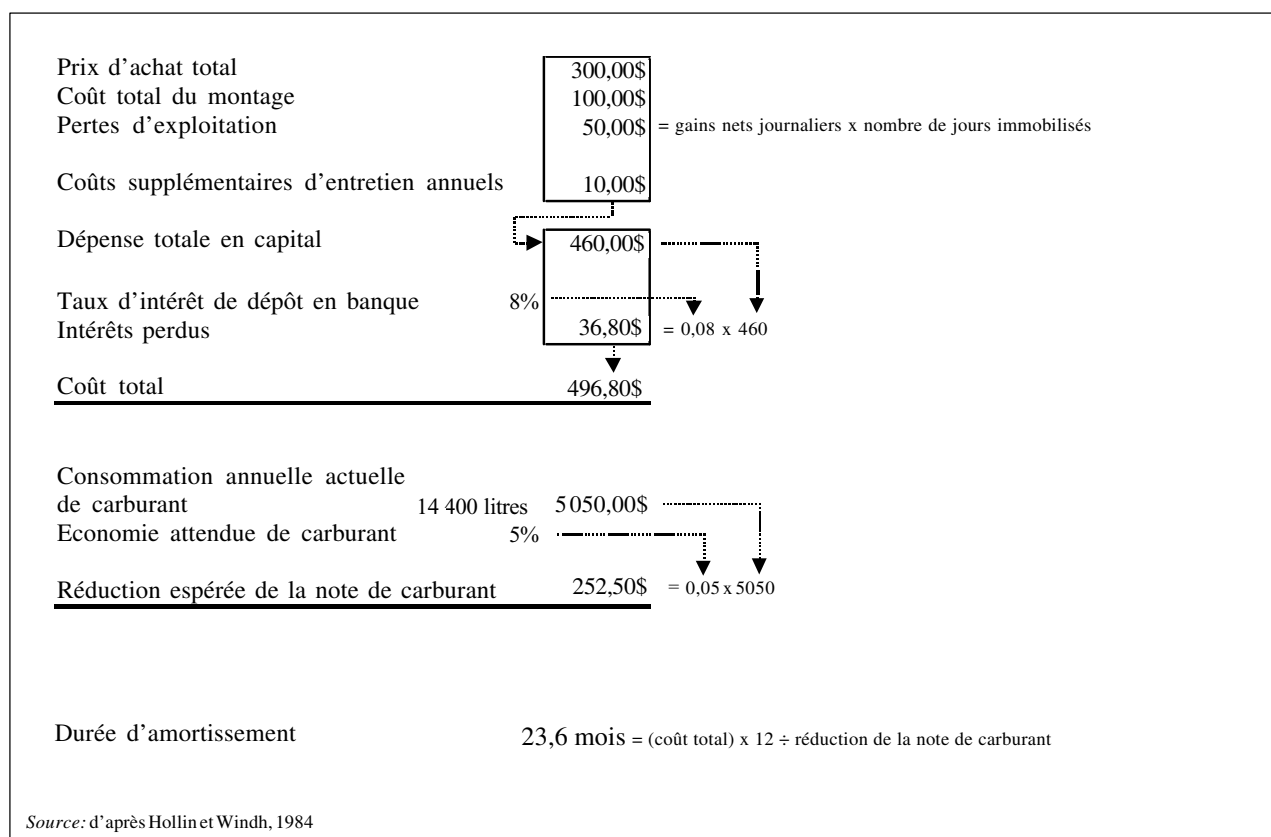 Prix d'achat total 300,00$
Coût total du montage 100,00$
Pertes d'exploitation 50,00$ = gains nets journaliers x nombre de jours immobilisés
Coûts supplémentaires d'entretien annuels 10,00$
Dépense totale en capital 460,00$
Taux d'intérêt de dépôt en banque 8%
Intérêts perdus 36,80$ = 0,08 x 460
Coût total 496,80$
Consommation annuelle actuelle
de carburant 14 400 litres 5 050,00$
Economie attendue de carburant 5%
Réduction espérée de la note de carburant 252,50$ = 0,05 x 5050
Durée d'amortissement 23,6 mois = (coût total) x 12 ÷ réduction de la note de carburant
Source: d'après Hollin et Windh, 1984